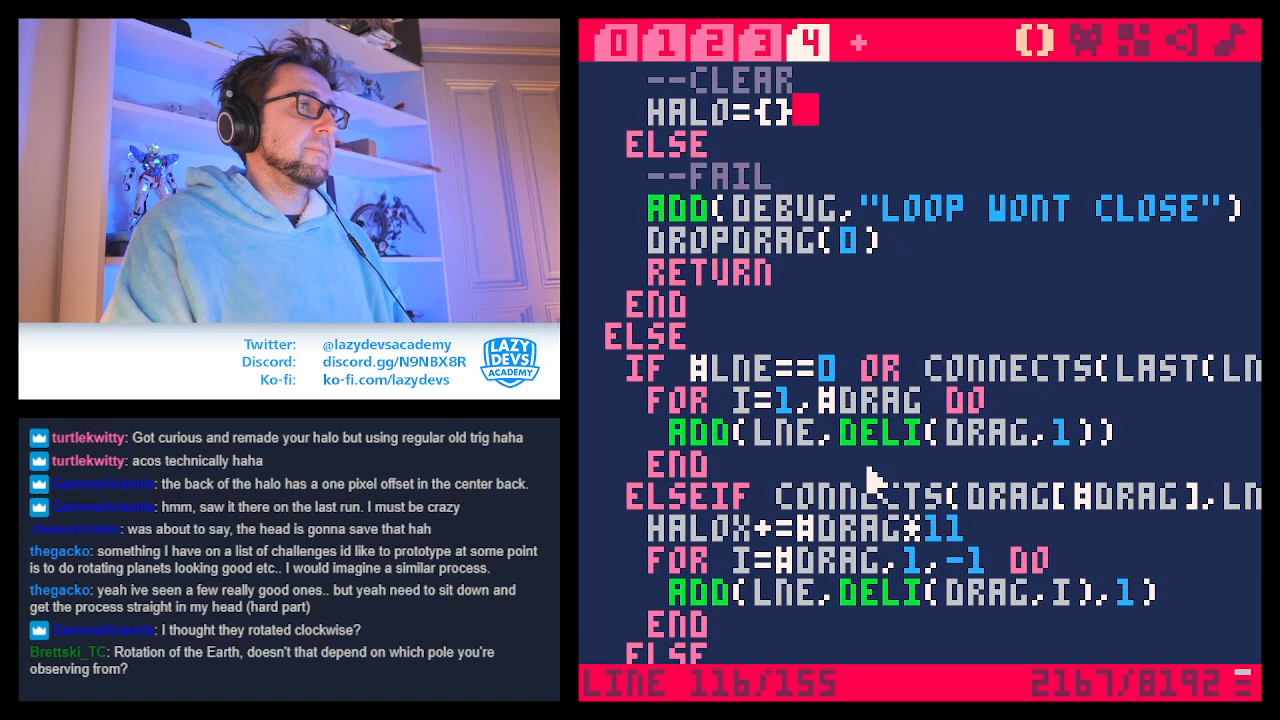 Twitter: @lazydevsacademy
Discord: discord.gg/N9NBX8R
Ko-fi: ko-fi.com/lazydevs
LAZY
DEVS
ACADEMY
turtlekwitty: Got curious and remade your halo but using regular old trig haha
turtlekwitty: acos technically haha
GammaVolantis: the back of the halo has a one pixel offset in the center back.
GammaVolantis: hmm, saw it there on the last run. I must be crazy
: was about to say, the head is gonna save that hah
thegacko: something I have on a list of challenges id like to prototype at some point
is to do rotating planets looking good etc.. I would imagine a similar process.
thegacko: yeah ive seen a few really good ones.. but yeah need to sit down and
get the process straight in my head (hard part)
GammaVolantis: I thought they rotated clockwise?
Brettski_TC: Rotation of the Earth, doesn't that depend on which pole you're
observing from?
0 1 2 3 4 +
--CLEAR
HALO={}
ELSE
--FAIL
ADD(DEBUG,"LOOP WONT CLOSE")
DROPDRAG(0)
RETURN
END
ELSE
IF #LNE==0 OR CONNECTS(LAST(LN
FOR I=1,#DRAG DO
ADD(LNE,DELI(DRAG,1))
END
ELSEIF CONNECTS(DRAG[#DRAG],LN
HALOX+=#DRAG*11
FOR I=#DRAG,1,-1 DO
ADD(LNE,DELI(DRAG,I),1)
END
ELSE
LINE 116/155 2167/8192